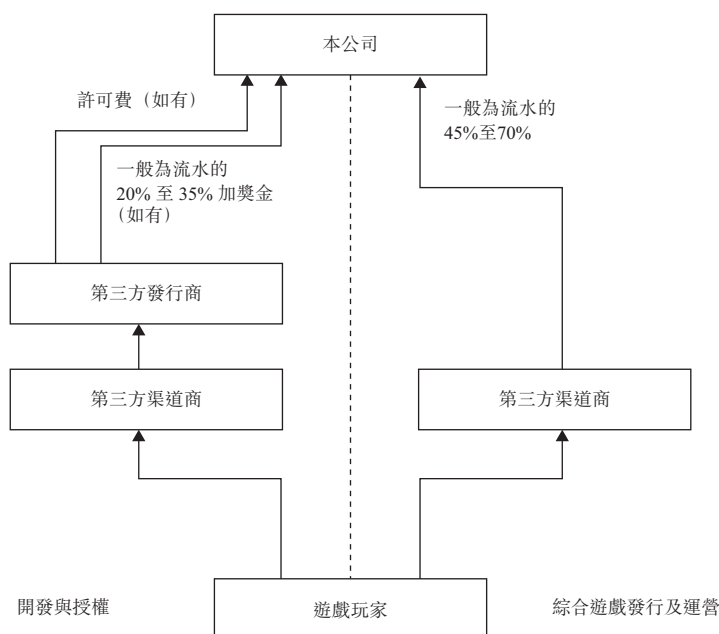 本公司
許可費（如有）
一般為流水的
45%至70%
一般為流水的
20% 至 35% 加獎金
（如有）
第三方發行商
第三方渠道商
第三方渠道商
開發與授權
遊戲玩家
綜合遊戲發行及運營